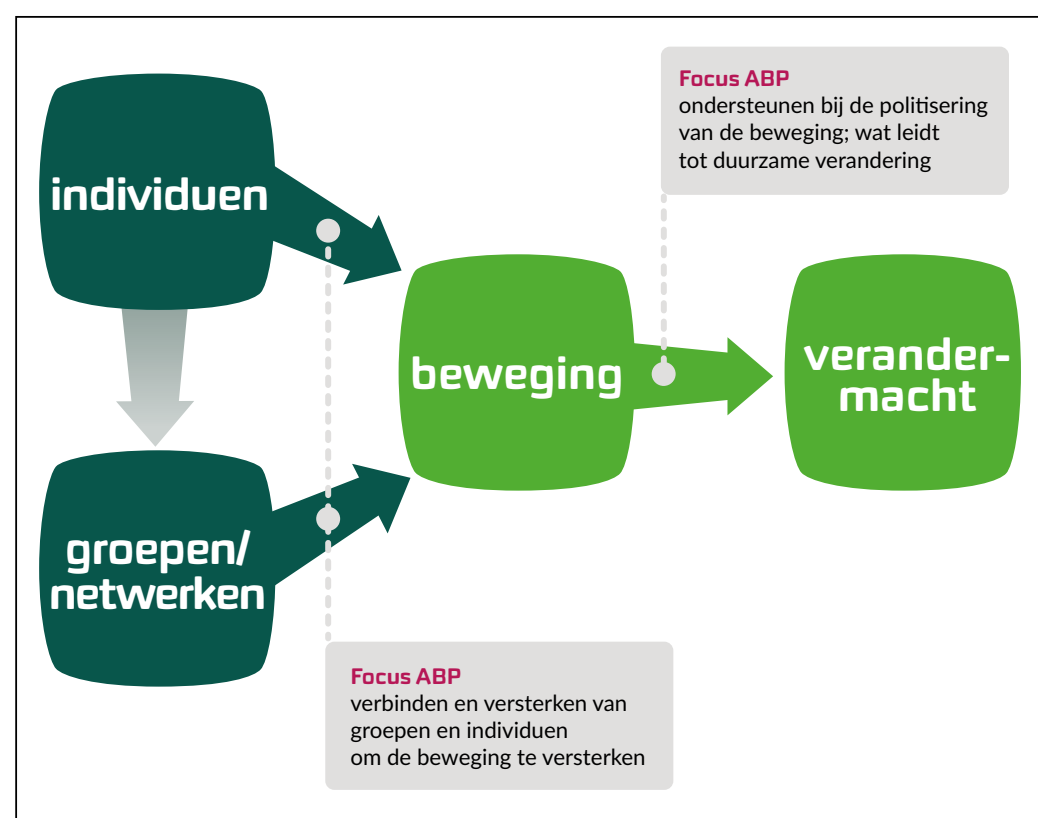 Focus ABP
ondersteunen bij de politisering
van de beweging; wat leidt
tot duurzame verandering
individuen
beweging
verander-
macht
groepen/
netwerken
Focus ABP
verbinden en versterken van
groepen en individuen
om de beweging te versterken